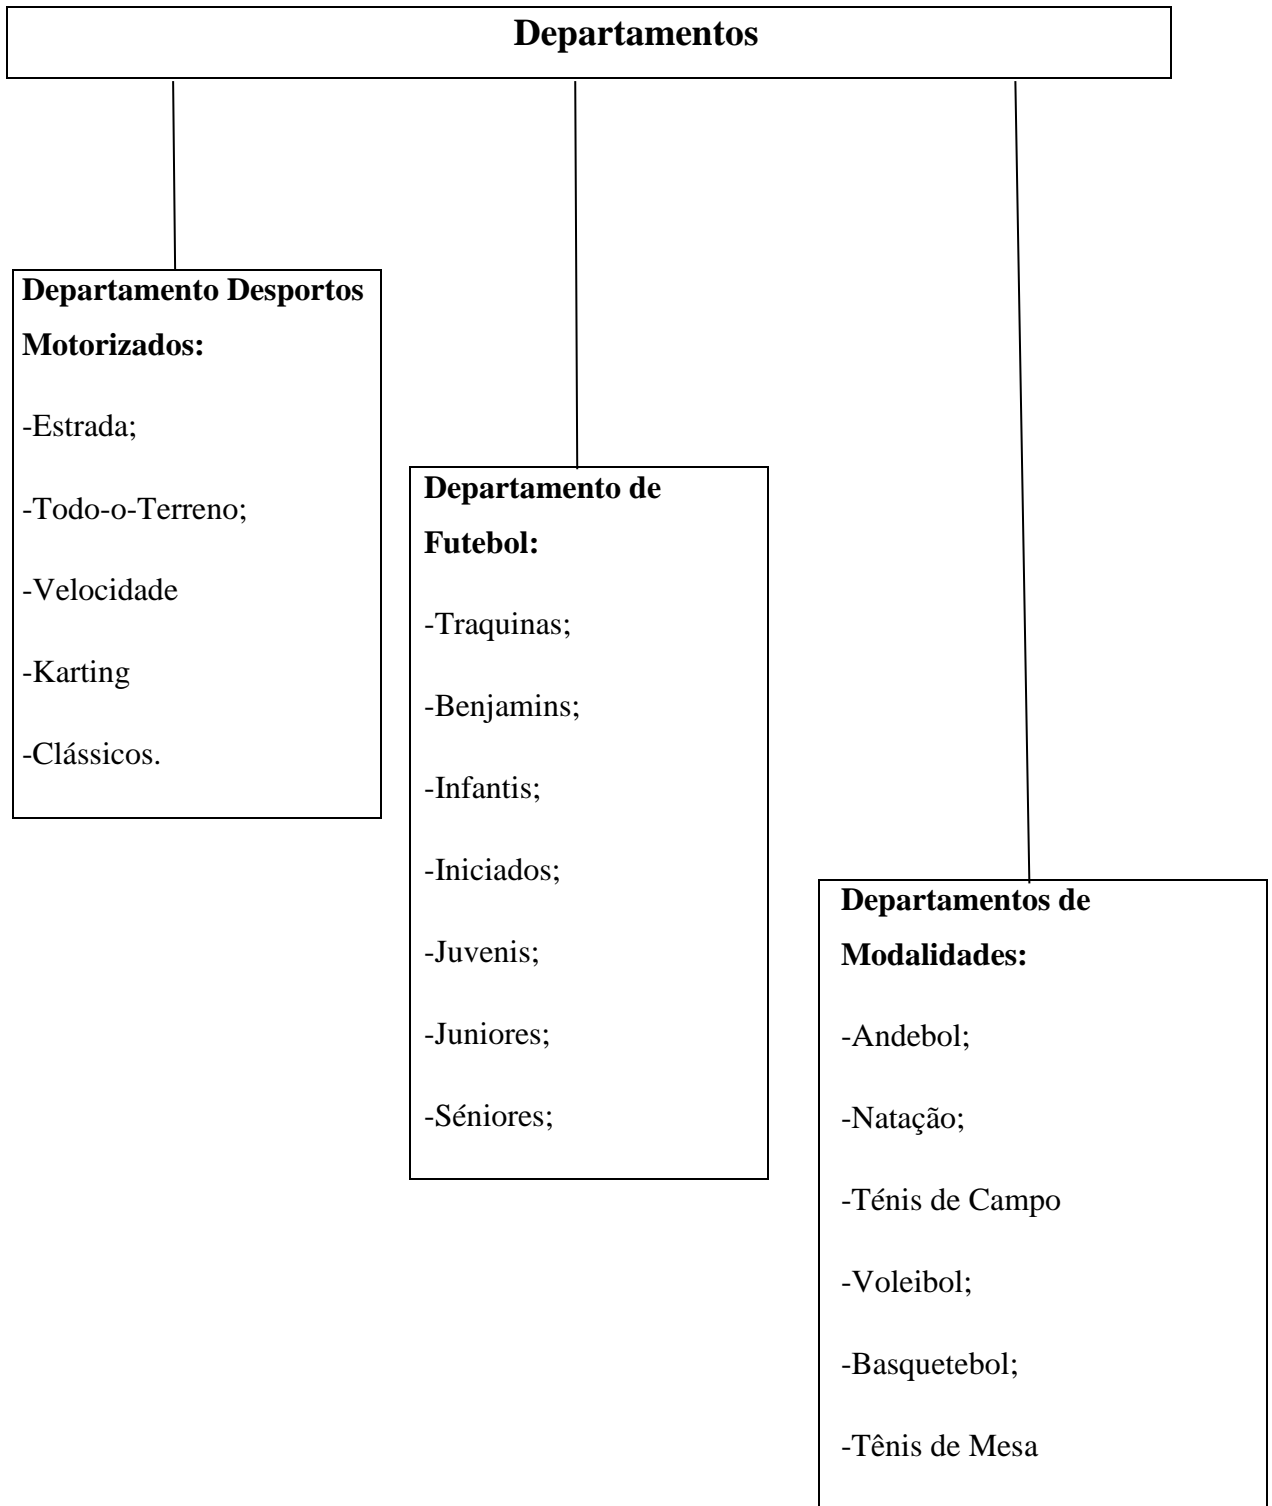 Departamentos
Departamento Desportos
Motorizados:
-Estrada;
-Todo-o-Terreno;
-Velocidade
-Karting
-Clássicos.
Departamento de
Futebol:
-Traquinas;
-Benjamins;
-Infantis;
-Iniciados;
-Juvenis;
-Juniores;
-Séniores;
Departamentos de
Modalidades:
-Andebol;
-Natação;
-Ténis de Campo
-Voleibol;
-Basquetebol;
-Tênis de Mesa